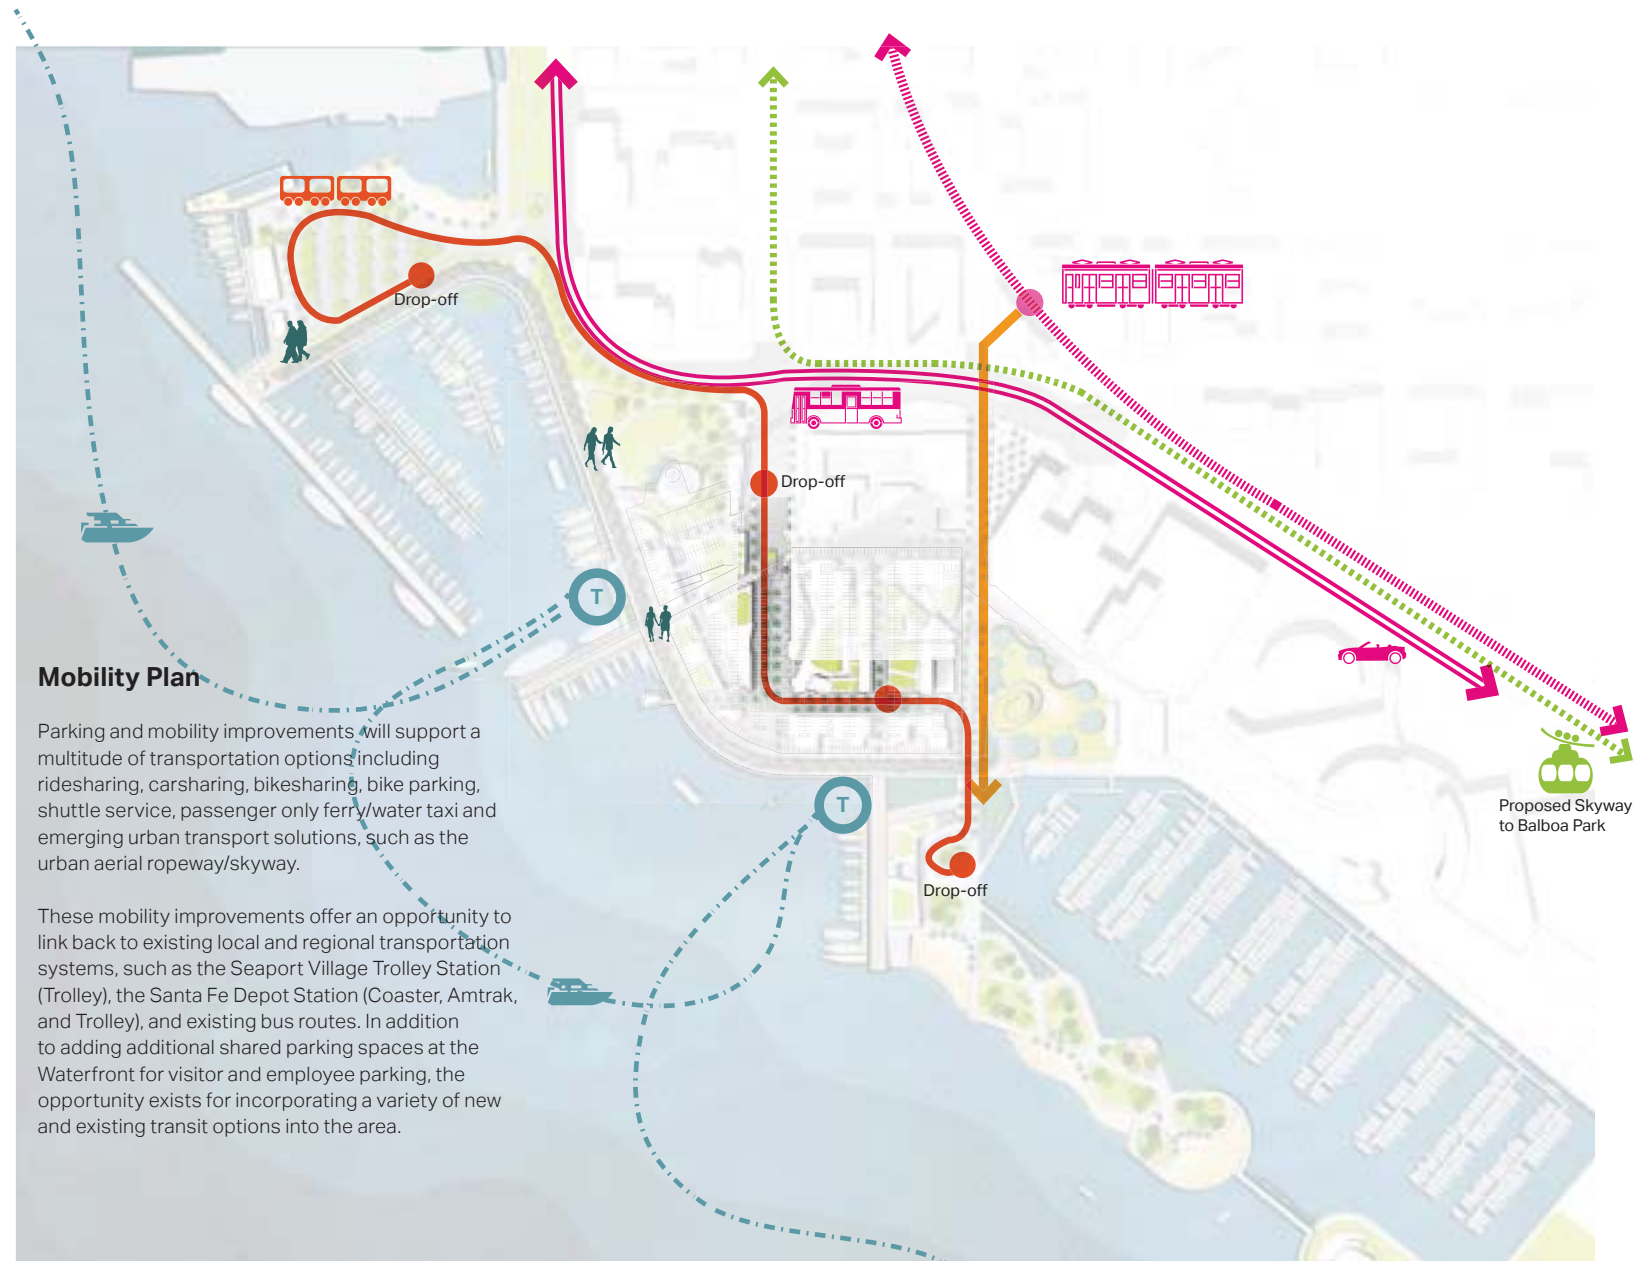 Drop-off
Drop-off
T
Mobility Plan
Parking and mobility improvements will support a
multitude of transportation options including
ridesharing, carsharing, bikesharing, bike parking,
shuttle service, passenger only ferry/water taxi and
emerging urban transport solutions, such as the
urban aerial ropeway/skyway.
These mobility improvements offer an opportunity to
link back to existing local and regional transportation
systems, such as the Seaport Village Trolley Station
(Trolley), the Santa Fe Depot Station (Coaster, Amtrak,
and Trolley), and existing bus routes. In addition
to adding additional shared parking spaces at the
Waterfront for visitor and employee parking, the
opportunity exists for incorporating a variety of new
and existing transit options into the area.
T
Drop-off
Proposed Skyway
to Balboa Park